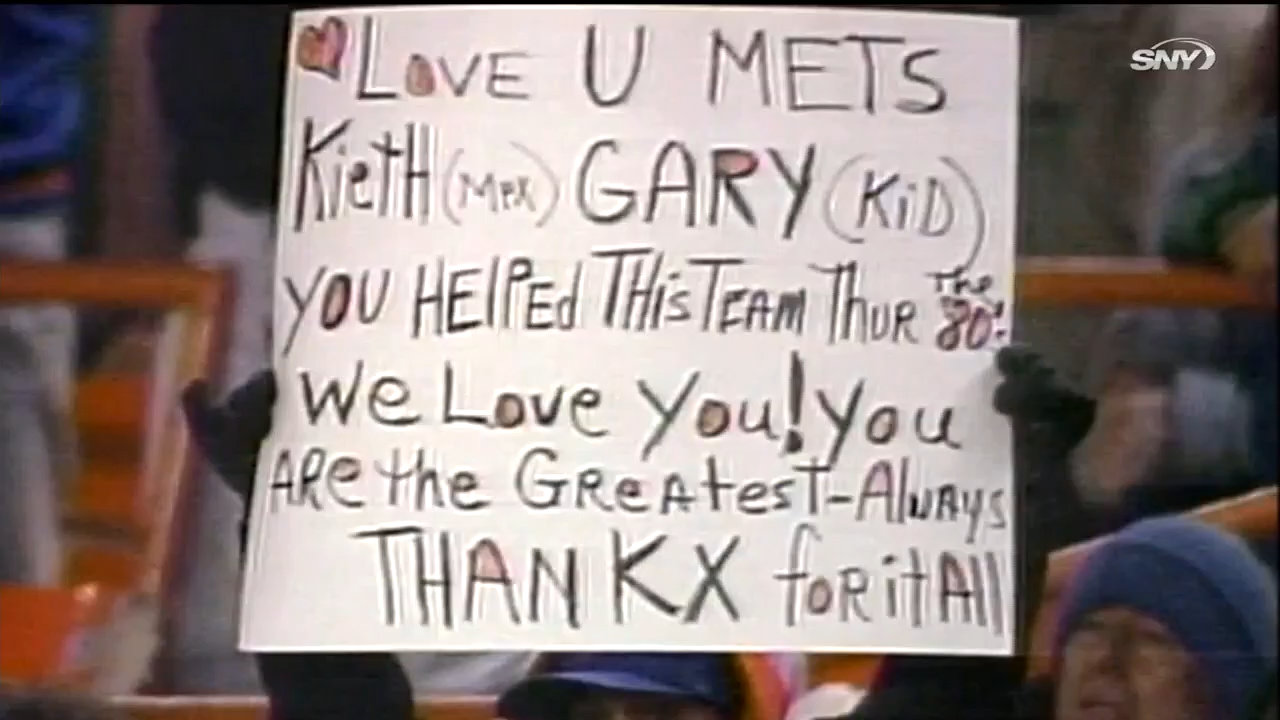 LOVE U METS
KieTH (MEX) GARY (KiD)
YOU HELPEd THis TEAM THUR The '80'
We Love You! You
ARe the GReAtesT-Always
THANKX foR it All
SNY